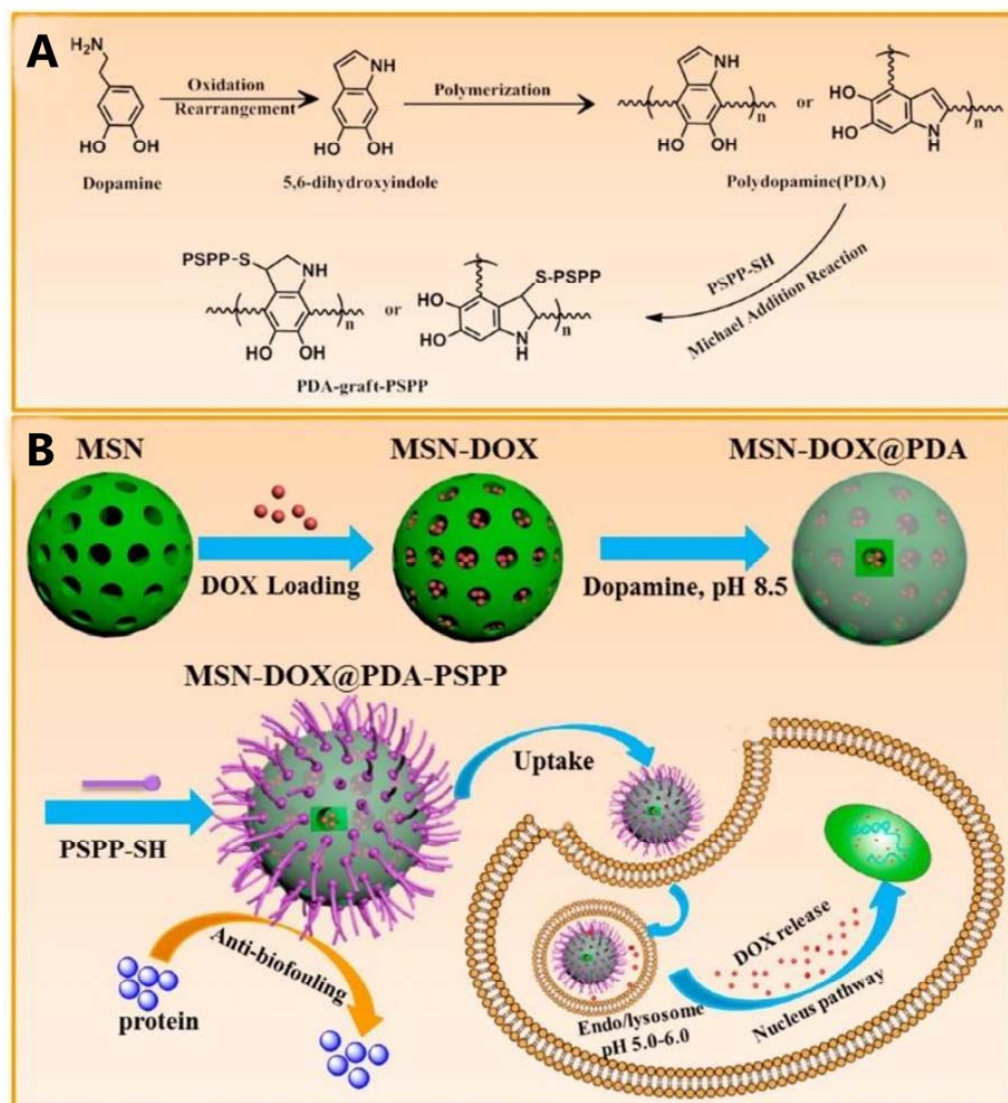 A
H₂N
NH
NH
HO OH
Oxidation
Rearrangement
HO OH
Polymerization
n
HO OH
or
HO
HO
N
H
n
Dopamine
5,6-dihydroxyindole
Polydopamine(PDA)
PSPP-S
NH
n
HO OH
or
S-PSPP
HO
HO
N
H
n
PSPP-SH
Michael Addition Reaction
PDA-graft-PSPP
B
MSN
MSN-DOX
MSN-DOX@PDA
DOX Loading
Dopamine, pH 8.5
MSN-DOX@PDA-PSPP
PSPP-SH
Uptake
Anti-biofouling
protein
DOX release
Nucleus pathway
Endo/lysosome
pH 5.0-6.0